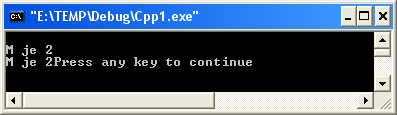 "E:\TEMP\Debug\Cpp1.exe"
M je 2
M je 2Press any key to continue